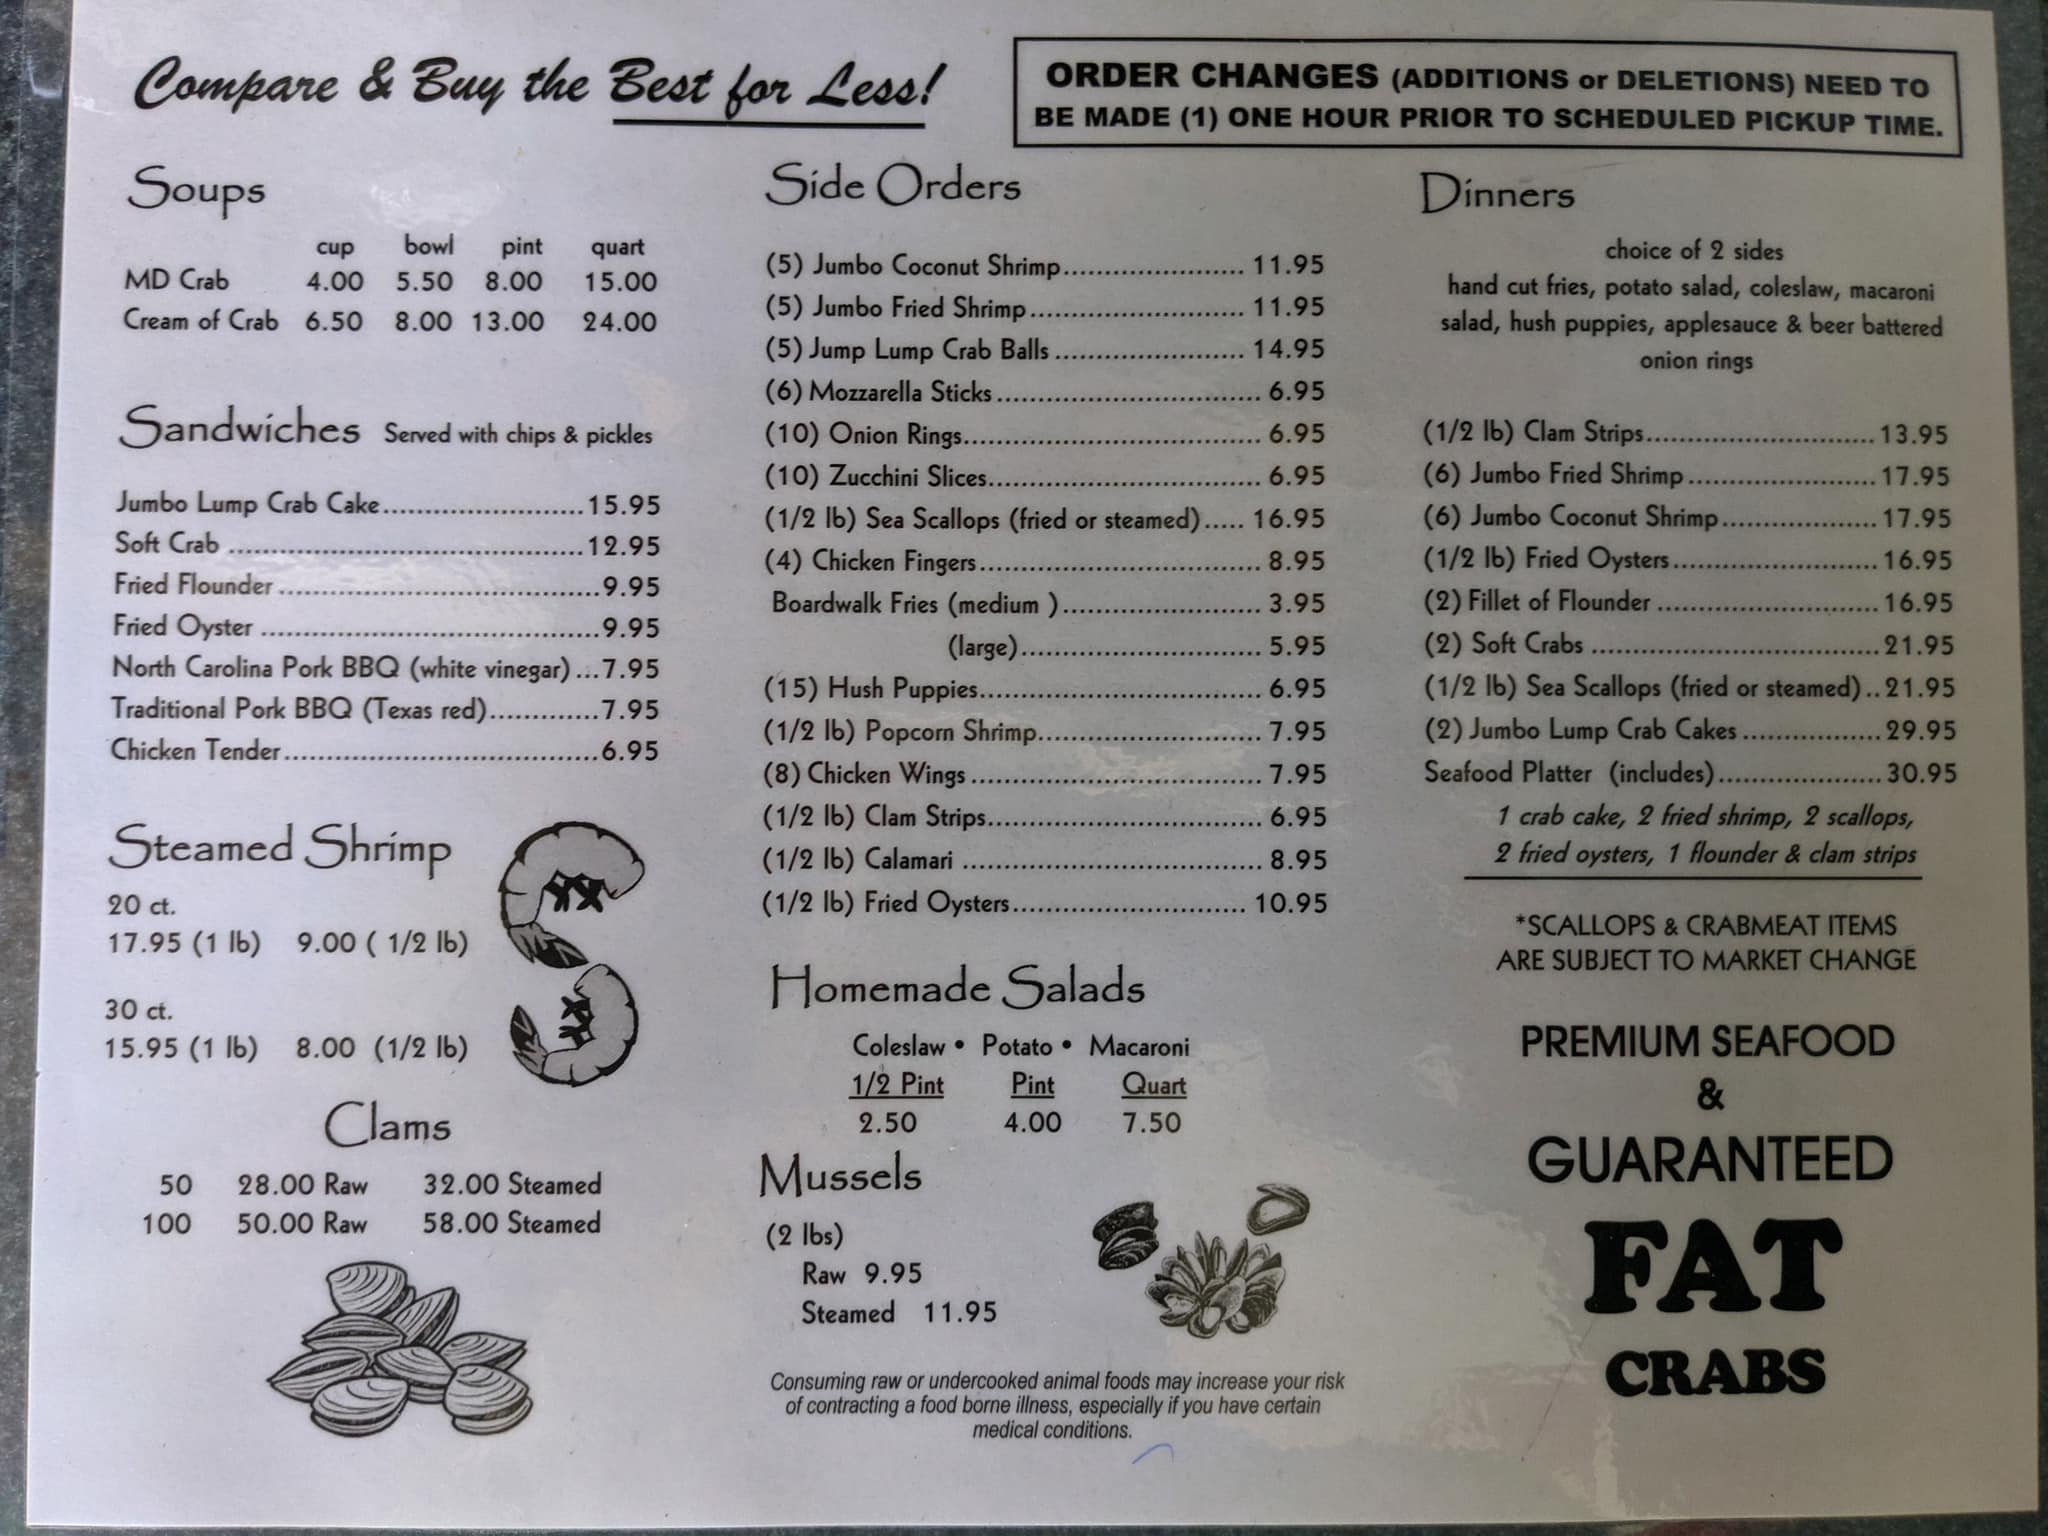 Compare & Buy the Best for Less!
ORDER CHANGES (ADDITIONS or DELETIONS) NEED TO
BE MADE (1) ONE HOUR PRIOR TO SCHEDULED PICKUP TIME.
Soups
cup bowl pint quart
MD Crab 4.00 5.50 8.00 15.00
Cream of Crab 6.50 8.00 13.00 24.00
Sandwiches Served with chips & pickles
Jumbo Lump Crab Cake........................15.95
Soft Crab ..........................................12.95
Fried Flounder.......................................9.95
Fried Oyster .........................................9.95
North Carolina Pork BBQ (white vinegar)...7.95
Traditional Pork BBQ (Texas red).............7.95
Chicken Tender......................................6.95
Steamed Shrimp
20 ct.
17.95 (1 lb) 9.00 ( 1/2 lb)
30 ct.
15.95 (1 lb) 8.00 (1/2 lb)
Clams
50 28.00 Raw 32.00 Steamed
100 50.00 Raw 58.00 Steamed
Side Orders
(5) Jumbo Coconut Shrimp...................... 11.95
(5) Jumbo Fried Shrimp.......................... 11.95
(5) Jump Lump Crab Balls ....................... 14.95
(6) Mozzarella Sticks................................ 6.95
(10) Onion Rings.................................... 6.95
(10) Zucchini Slices................................. 6.95
(1/2 lb) Sea Scallops (fried or steamed)..... 16.95
(4) Chicken Fingers.................................. 8.95
Boardwalk Fries (medium )........................ 3.95
(large)............................. 5.95
(15) Hush Puppies.................................. 6.95
(1/2 lb) Popcorn Shrimp........................... 7.95
(8) Chicken Wings ................................... 7.95
(1/2 lb) Clam Strips................................. 6.95
(1/2 lb) Calamari .................................... 8.95
(1/2 lb) Fried Oysters............................ 10.95
Homemade Salads
Coleslaw • Potato • Macaroni
1/2 Pint Pint Quart
2.50 4.00 7.50
Mussels
(2 lbs)
Raw 9.95
Steamed 11.95
Consuming raw or undercooked animal foods may increase your risk
of contracting a food borne illness, especially if you have certain
medical conditions.
Dinners
choice of 2 sides
hand cut fries, potato salad, coleslaw, macaroni
salad, hush puppies, applesauce & beer battered
onion rings
(1/2 lb) Clam Strips............................13.95
(6) Jumbo Fried Shrimp.......................17.95
(6) Jumbo Coconut Shrimp...................17.95
(1/2 lb) Fried Oysters.........................16.95
(2) Fillet of Flounder ...........................16.95
(2) Soft Crabs ...................................21.95
(1/2 lb) Sea Scallops (fried or steamed)..21.95
(2) Jumbo Lump Crab Cakes .................29.95
Seafood Platter (includes)....................30.95
1 crab cake, 2 fried shrimp, 2 scallops,
2 fried oysters, 1 flounder & clam strips
*SCALLOPS & CRABMEAT ITEMS
ARE SUBJECT TO MARKET CHANGE
PREMIUM SEAFOOD
&
GUARANTEED
FAT
CRABS